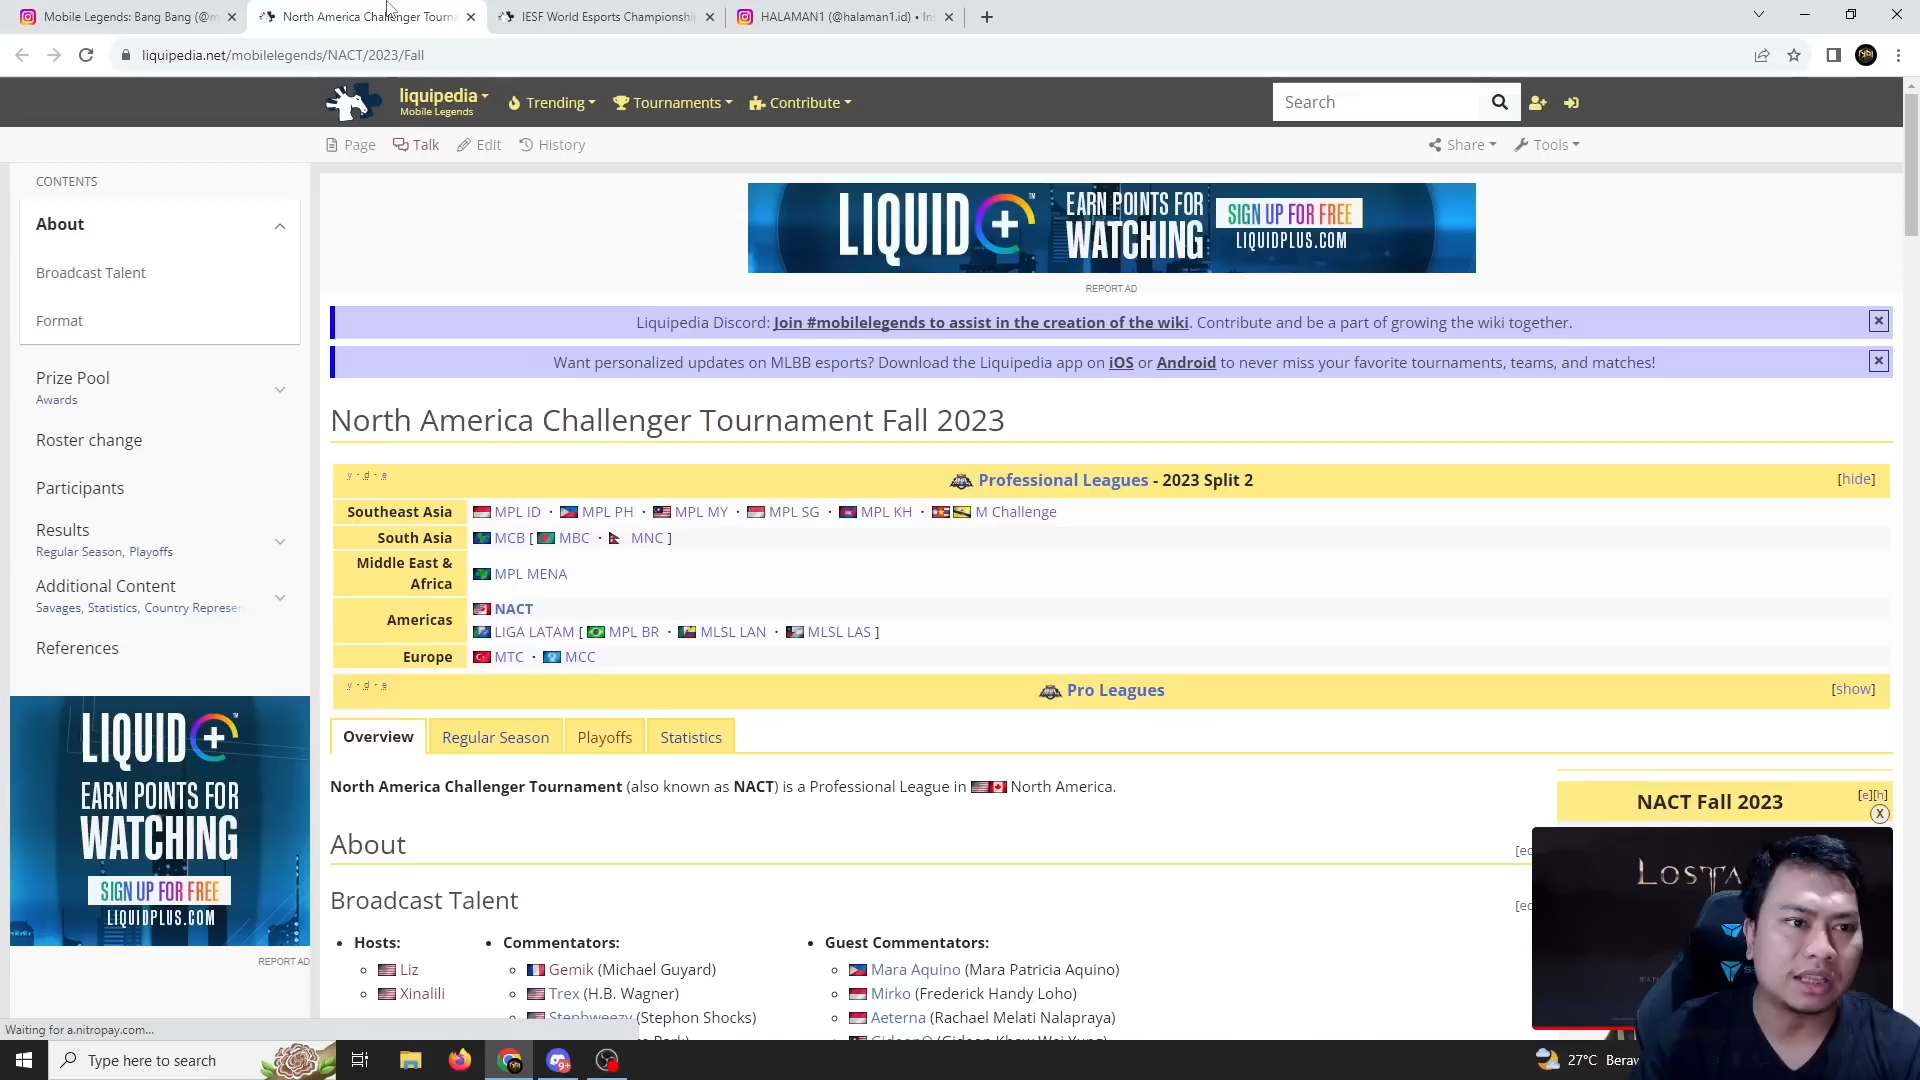 Mobile Legends: Bang Bang (@m
North America Challenger Tourna
IESF World Esports Championship
HALAMAN1 (@halaman1.id) • Ins
liquipedia.net/mobilelegends/NACT/2023/Fall
liquipedia
Mobile Legends
Trending
Tournaments
Contribute
Search
Page
Talk
Edit
History
Share
Tools
CONTENTS
About
Broadcast Talent
Format
Prize Pool
Awards
Roster change
Participants
Results
Regular Season, Playoffs
Additional Content
Savages, Statistics, Country Represen
References
LIQUID+
EARN POINTS FOR
WATCHING
SIGN UP FOR FREE
LIQUIDPLUS.COM
REPORT AD
LIQUID+
EARN POINTS FOR
WATCHING
SIGN UP FOR FREE
LIQUIDPLUS.COM
REPORT AD
Liquipedia Discord: Join #mobilelegends to assist in the creation of the wiki. Contribute and be a part of growing the wiki together.
Want personalized updates on MLBB esports? Download the Liquipedia app on iOS or Android to never miss your favorite tournaments, teams, and matches!
North America Challenger Tournament Fall 2023
v · d · e
Professional Leagues - 2023 Split 2
[hide]
Southeast Asia MPL ID · MPL PH · MPL MY · MPL SG · MPL KH · M Challenge
South Asia MCB [ MBC · MNC ]
Middle East & Africa MPL MENA
Americas NACT
LIGA LATAM [ MPL BR · MLSL LAN · MLSL LAS ]
Europe MTC · MCC
v · d · e
Pro Leagues
[show]
Overview
Regular Season
Playoffs
Statistics
North America Challenger Tournament (also known as NACT) is a Professional League in North America.
NACT Fall 2023
[e][h]
X
About
[ed
Broadcast Talent
[ed
Hosts:
Liz
Xinalili
Commentators:
Gemik (Michael Guyard)
Trex (H.B. Wagner)
Stephweezy (Stephon Shocks)
Guest Commentators:
Mara Aquino (Mara Patricia Aquino)
Mirko (Frederick Handy Loho)
Aeterna (Rachael Melati Nalapraya)
LOSTA
Waiting for a.nitropay.com...
Type here to search
9+
27°C Beraw